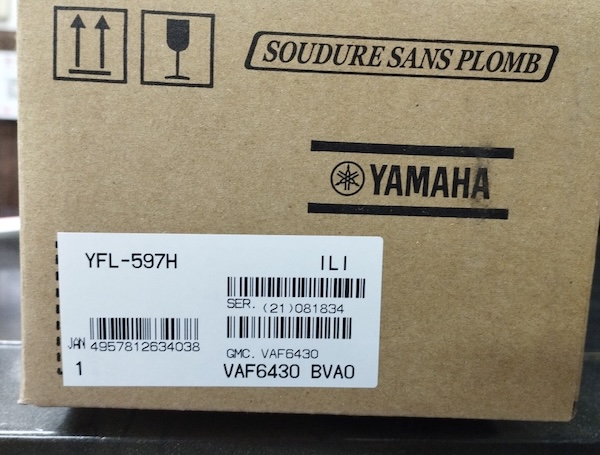 SOUDURE SANS PLOMB
YAMAHA
YFL-597H ILI
SER. (21)081834
JAN 4957812634038
GMC. VAF6430
1 VAF6430 BVA0